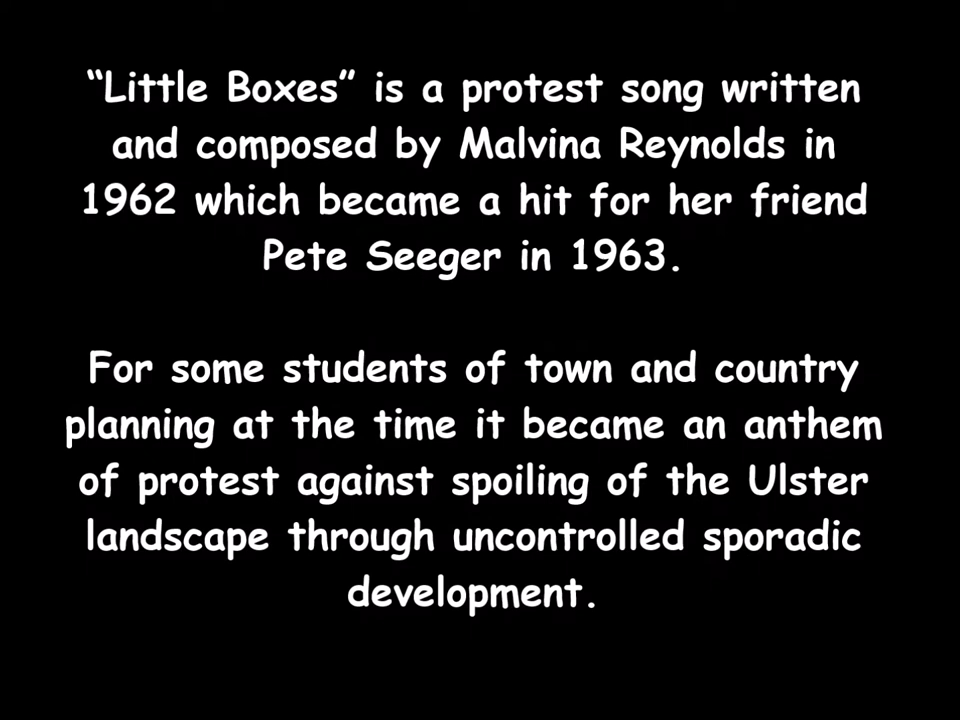 “Little Boxes” is a protest song written
and composed by Malvina Reynolds in
1962 which became a hit for her friend
Pete Seeger in 1963.
For some students of town and country
planning at the time it became an anthem
of protest against spoiling of the Ulster
landscape through uncontrolled sporadic
development.